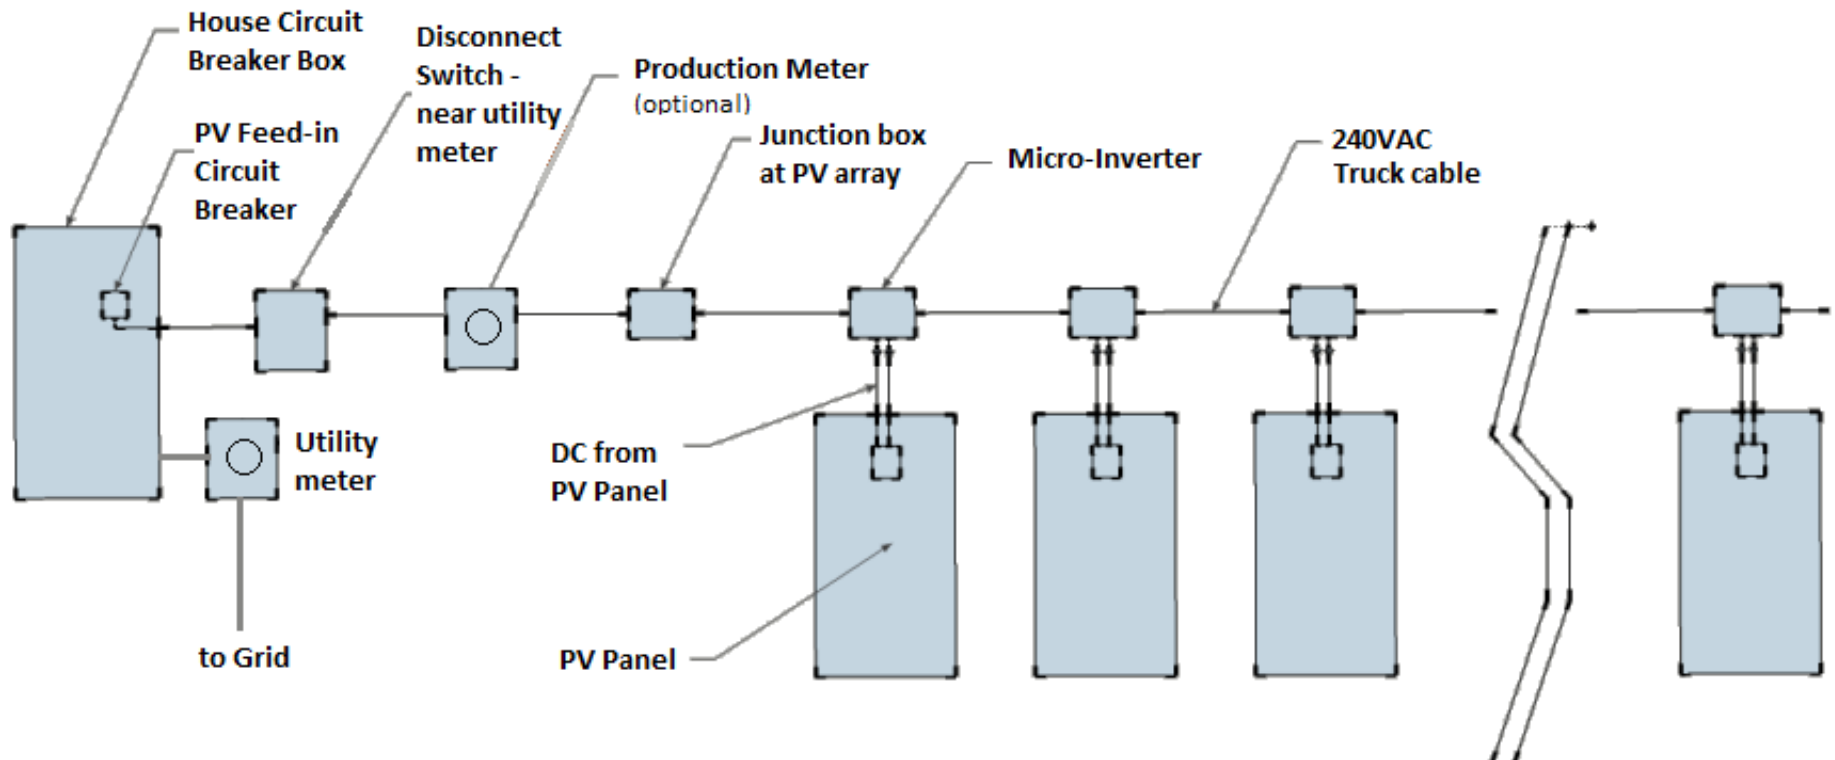 House Circuit
Breaker Box
Disconnect
Switch -
near utility
meter
Production Meter
(optional)
PV Feed-in
Circuit
Breaker
Junction box
at PV array
Micro-Inverter
240VAC
Truck cable
Utility
meter
DC from
PV Panel
to Grid
PV Panel